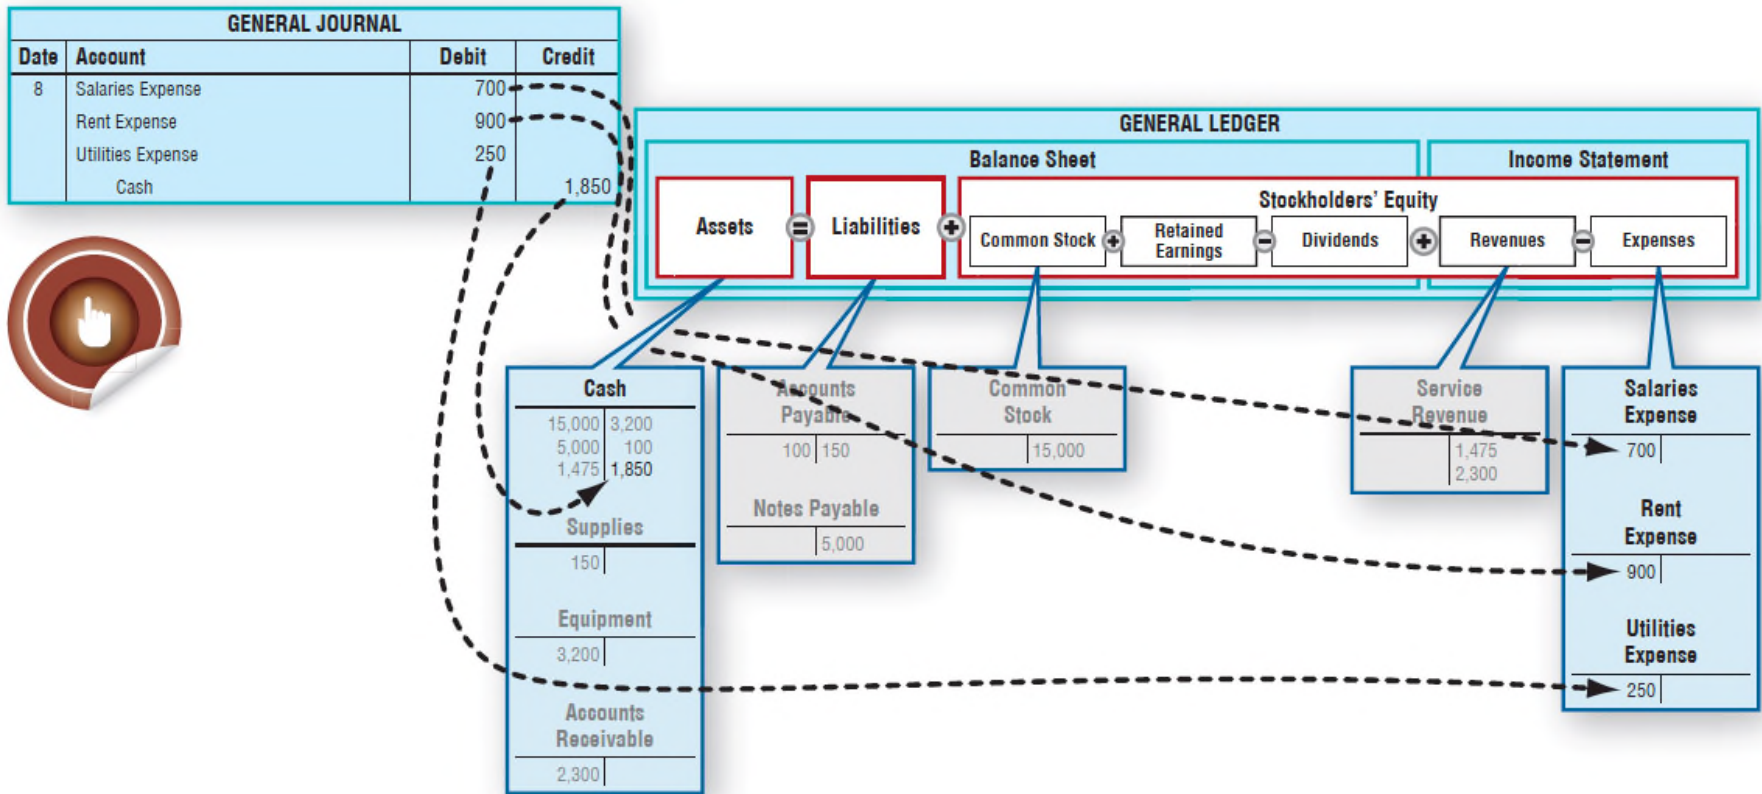 GENERAL JOURNAL
Date Account Debit Credit
8 Salaries Expense 700
Rent Expense 900
Utilities Expense 250
Cash 1,850
GENERAL LEDGER
Balance Sheet Income Statement
Stockholders' Equity
Assets = Liabilities + Common Stock + Retained Earnings − Dividends + Revenues − Expenses
Cash
15,000 3,200
5,000 100
1,475 1,850
Supplies
150
Equipment
3,200
Accounts
Receivable
2,300
Accounts
Payable
100 150
Notes Payable
5,000
Common
Stock
15,000
Service
Revenue
1,475
2,300
Salaries
Expense
700
Rent
Expense
900
Utilities
Expense
250